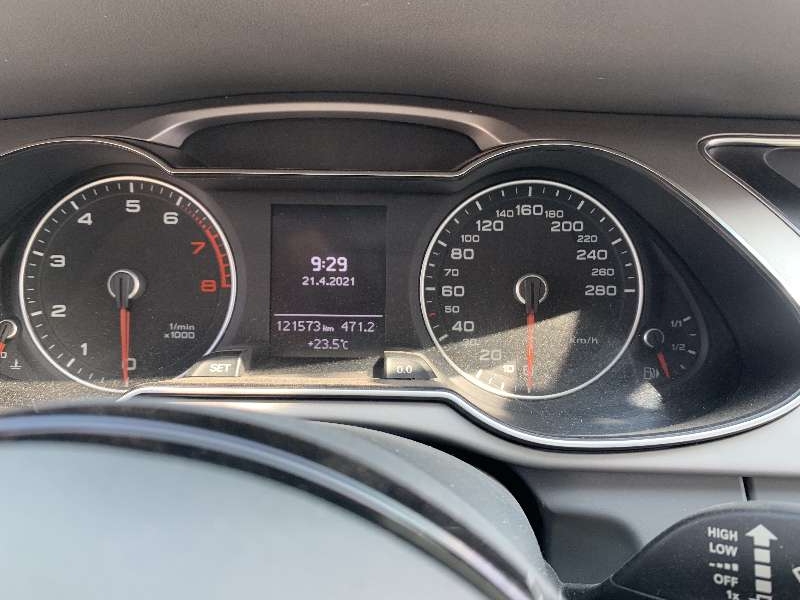 5
4 6
3 7
2 8
1 0
1/min
x1000
SET
9:29
21.4.2021
121573 km 471.2
+23.5°C
0.0
140 160 180
120 200
100 220
80 240
70 260
60 280
40
30 km/h
20 10
1/1
1/2
HIGH
LOW
OFF
1x